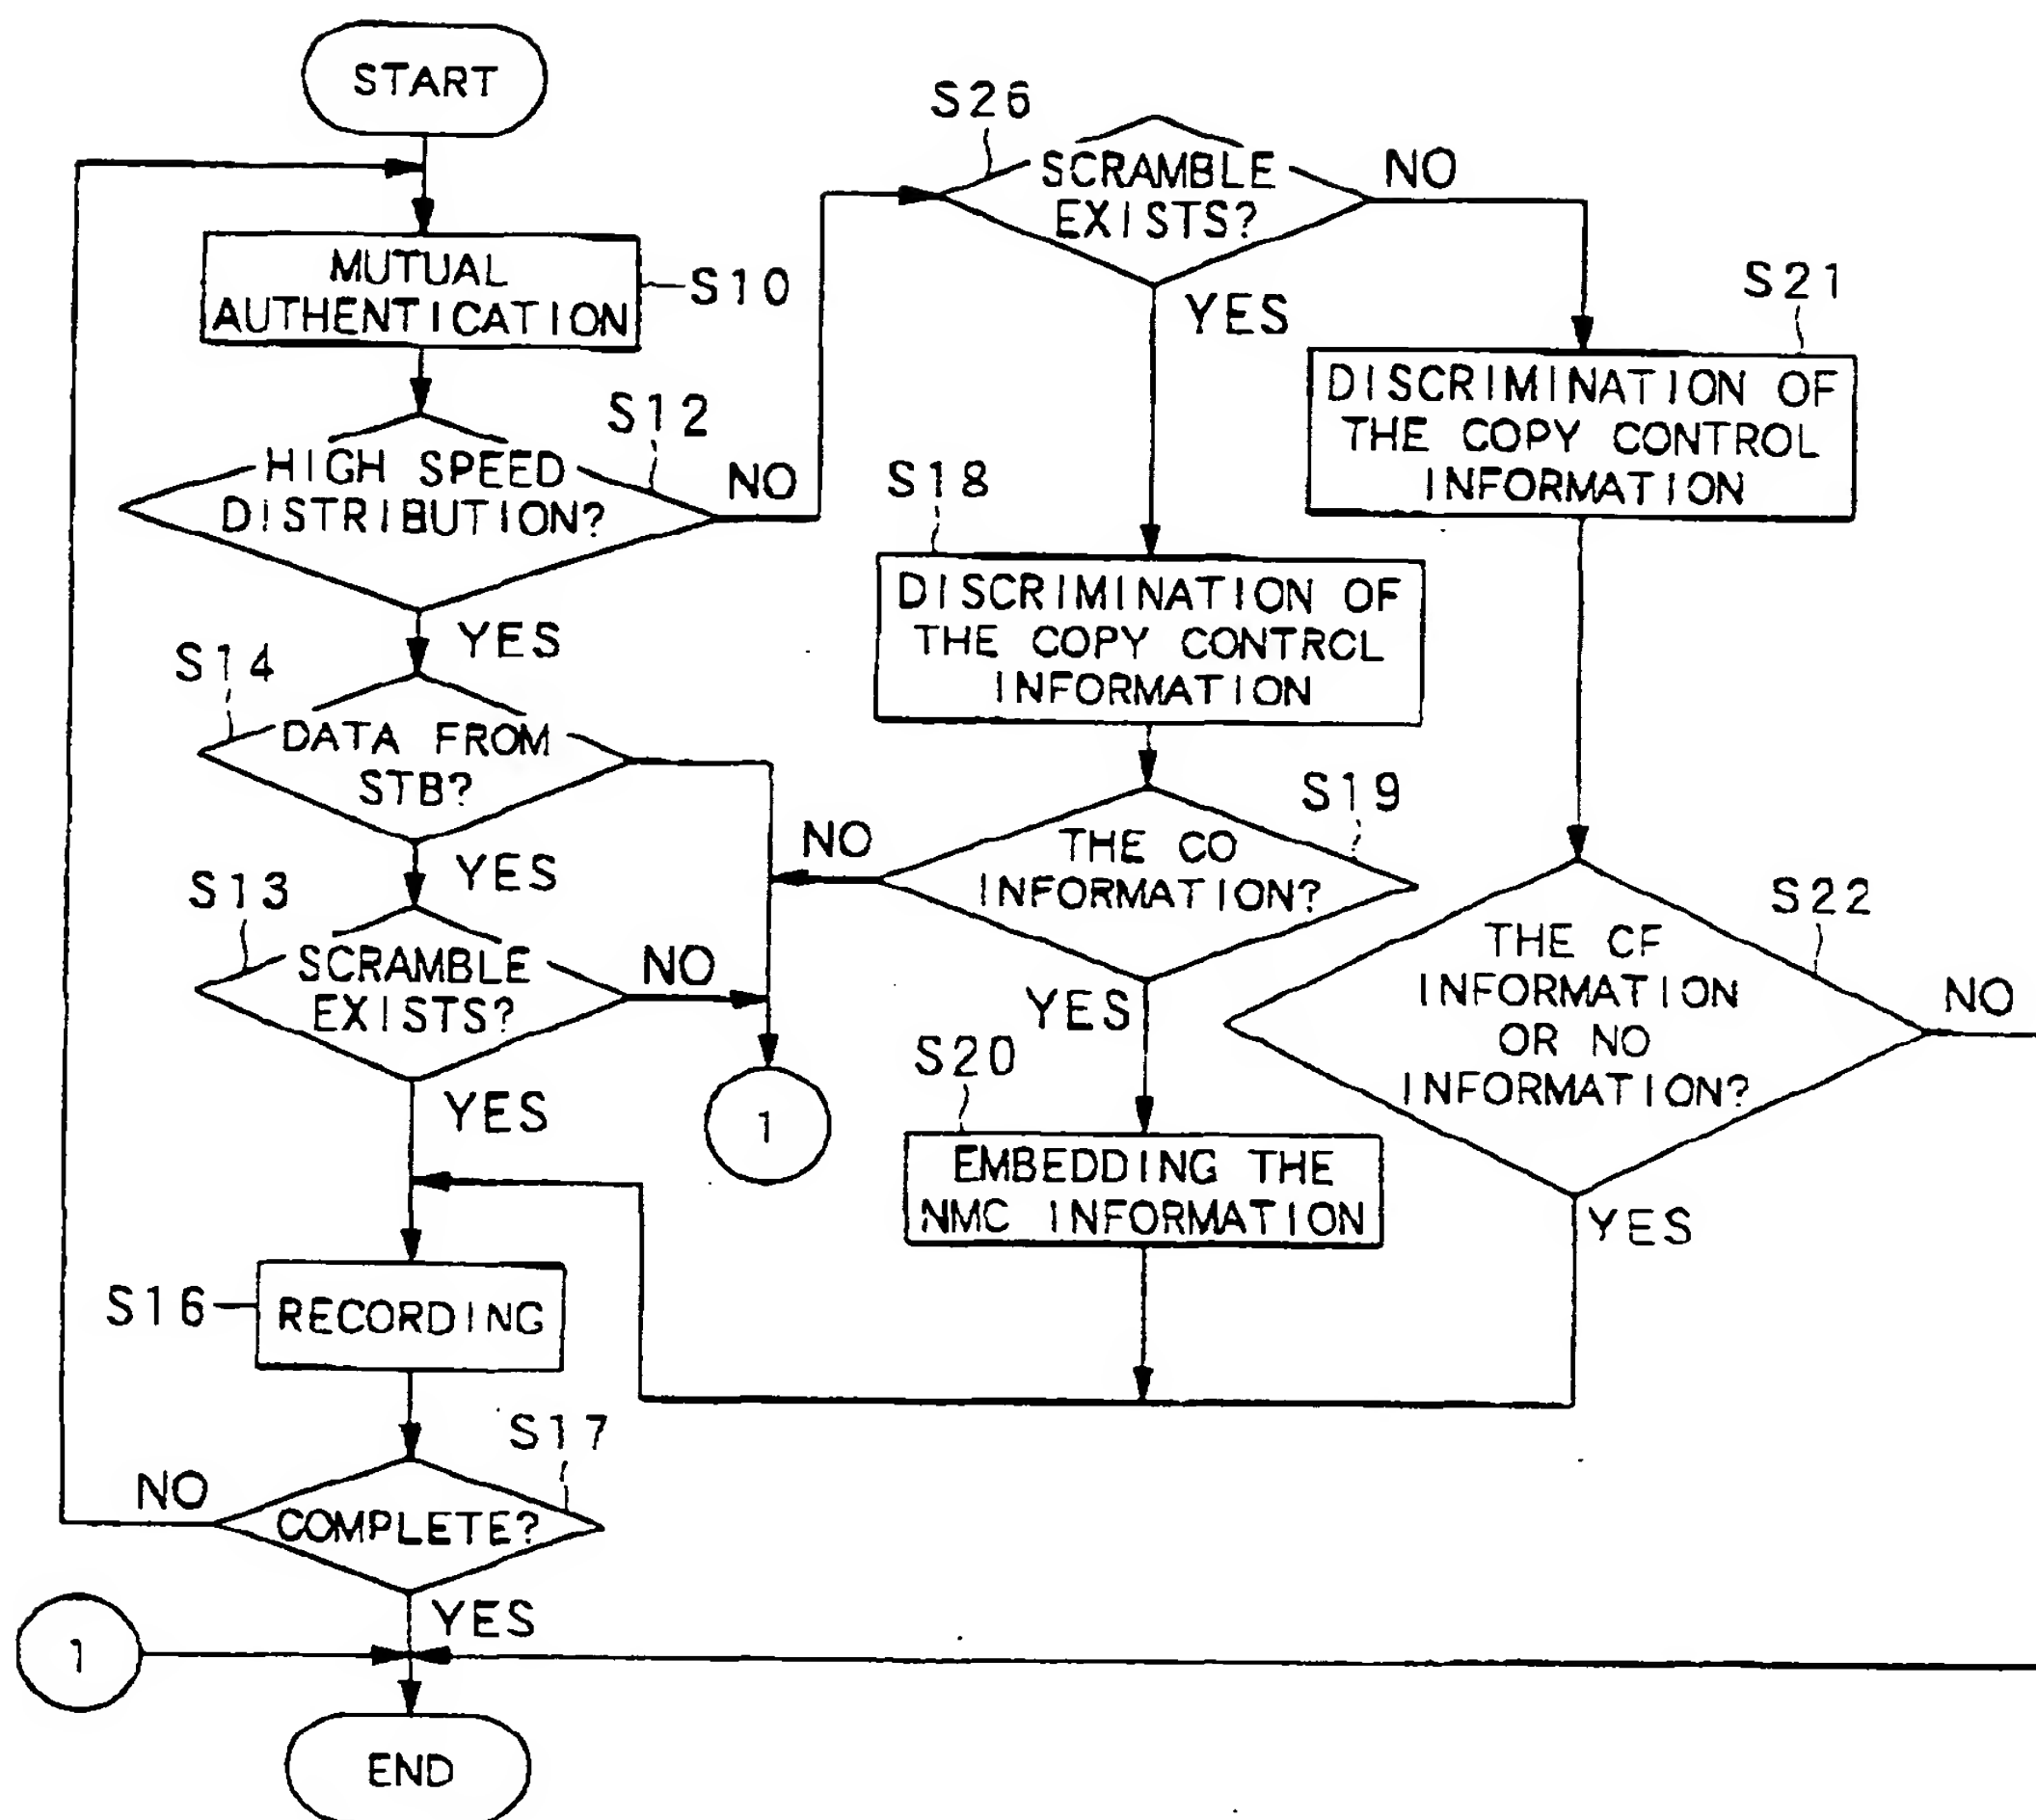 START
MUTUAL
AUTHENTICATION
S10
S12
HIGH SPEED
DISTRIBUTION?
NO
YES
S14
DATA FROM
STB?
YES
S13
SCRAMBLE
EXISTS?
NO
YES
1
S16
RECORDING
S17
COMPLETE?
NO
YES
1
END
S26
SCRAMBLE
EXISTS?
NO
YES
S21
DISCRIMINATION OF
THE COPY CONTROL
INFORMATION
S18
DISCRIMINATION OF
THE COPY CONTROL
INFORMATION
S19
THE CO
INFORMATION?
NO
YES
S20
EMBEDDING THE
NMC INFORMATION
S22
THE CF
INFORMATION
OR NO
INFORMATION?
NO
YES